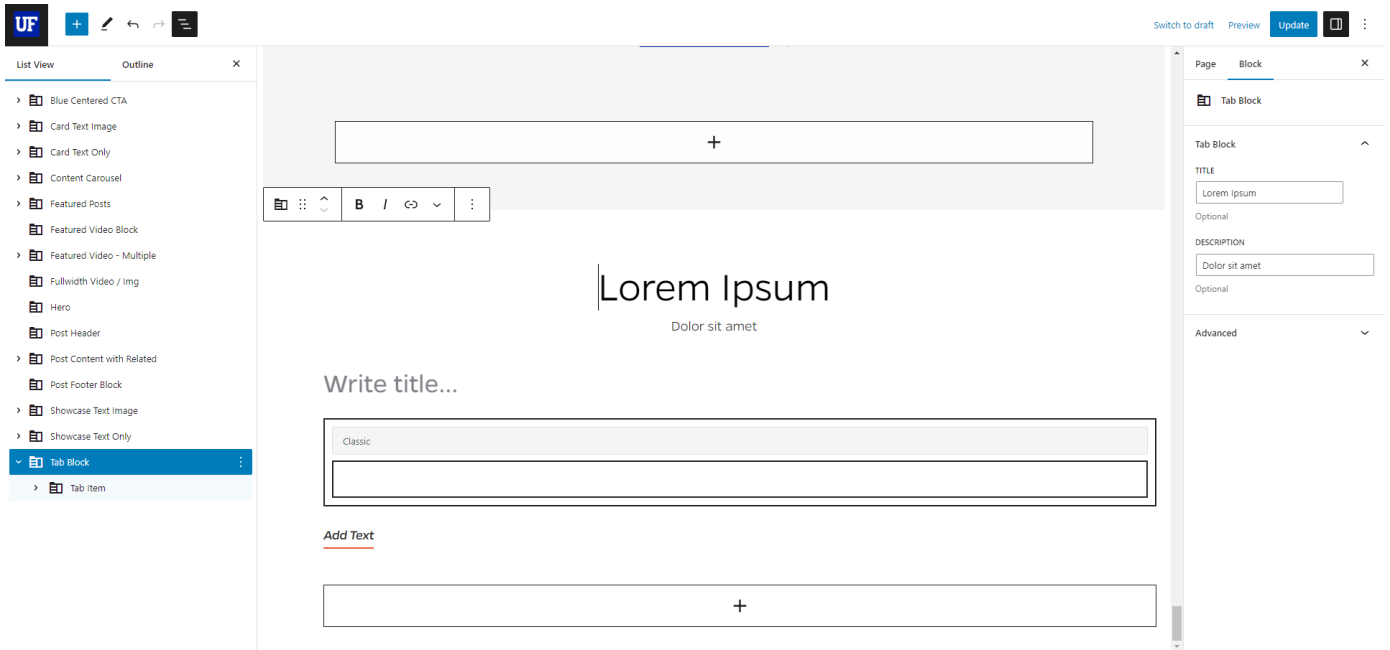 UF
Switch to draft Preview Update
List View Outline
Blue Centered CTA
Card Text Image
Card Text Only
Content Carousel
Featured Posts
Featured Video Block
Featured Video - Multiple
Fullwidth Video / Img
Hero
Post Header
Post Content with Related
Post Footer Block
Showcase Text Image
Showcase Text Only
Tab Block
Tab Item
B I
Lorem Ipsum
Dolor sit amet
Write title...
Classic
Add Text
Page Block
Tab Block
Tab Block
TITLE
Lorem Ipsum
Optional
DESCRIPTION
Dolor sit amet
Optional
Advanced